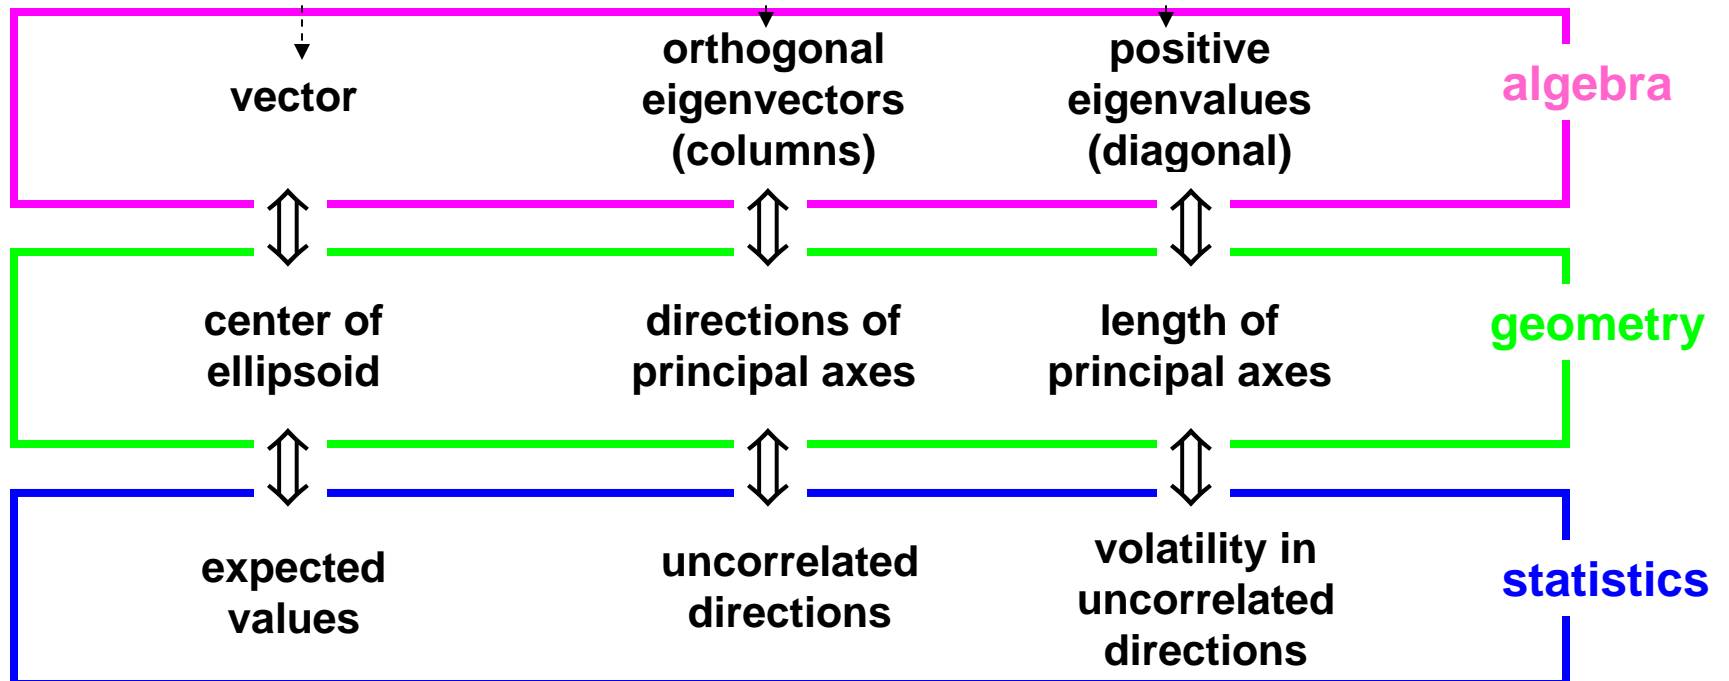 vector
orthogonal
eigenvectors
(columns)
positive
eigenvalues
(diagonal)
algebra
center of
ellipsoid
directions of
principal axes
length of
principal axes
geometry
expected
values
uncorrelated
directions
volatility in
uncorrelated
directions
statistics